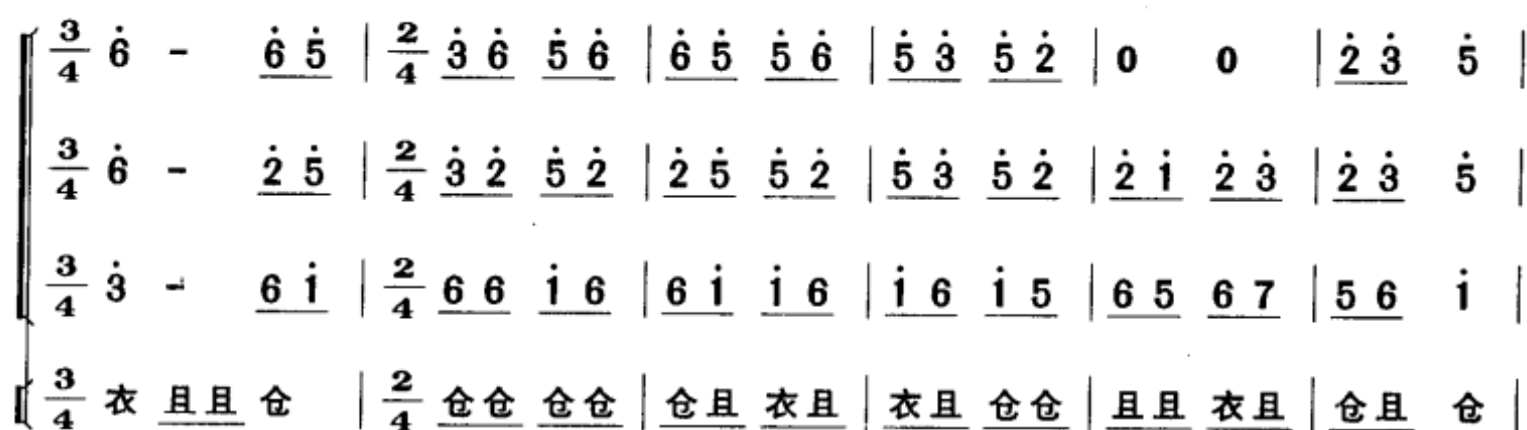 3/4 6̇ - 6̇ 5̇ | 2/4 3̇ 6̇ 5̇ 6̇ | 6̇ 5̇ 5̇ 6̇ | 5̇ 3̇ 5̇ 2̇ | 0 0 | 2̇ 3̇ 5̇ |
3/4 6̇ - 2̇ 5̇ | 2/4 3̇ 2̇ 5̇ 2̇ | 2̇ 5̇ 5̇ 2̇ | 5̇ 3̇ 5̇ 2̇ | 2̇ 1̇ 2̇ 3̇ | 2̇ 3̇ 5̇ |
3/4 3̇ - 6 1̇ | 2/4 6 6 1̇ 6 | 6 1̇ 1̇ 6 | 1̇ 6 1̇ 5 | 6 5 6 7 | 5 6 1̇ |
3/4 衣 且且 仓 | 2/4 仓仓 仓仓 | 仓且 衣且 | 衣且 仓仓 | 且且 衣且 | 仓且 仓 |